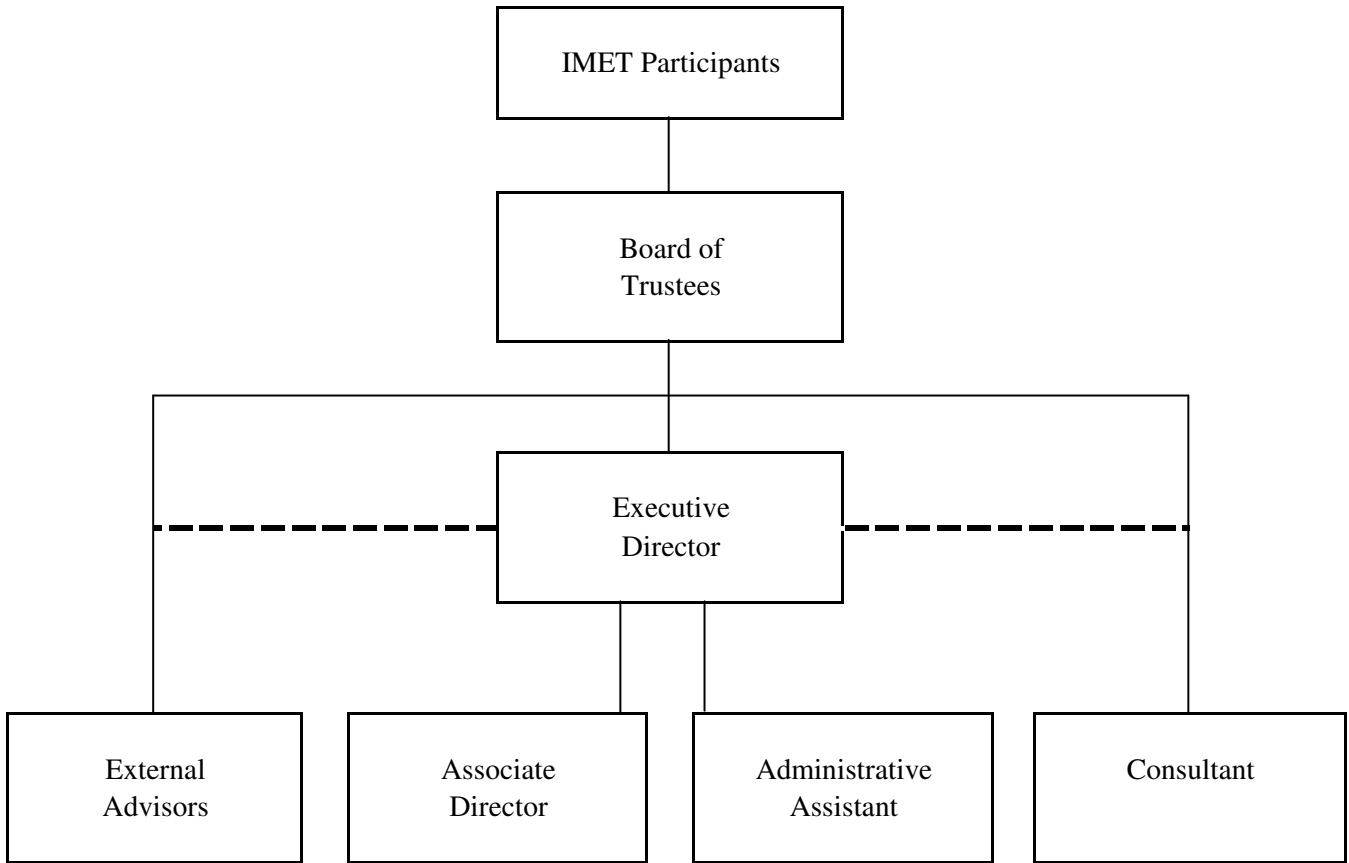 IMET Participants
Board of
Trustees
Executive
Director
External
Advisors
Associate
Director
Administrative
Assistant
Consultant